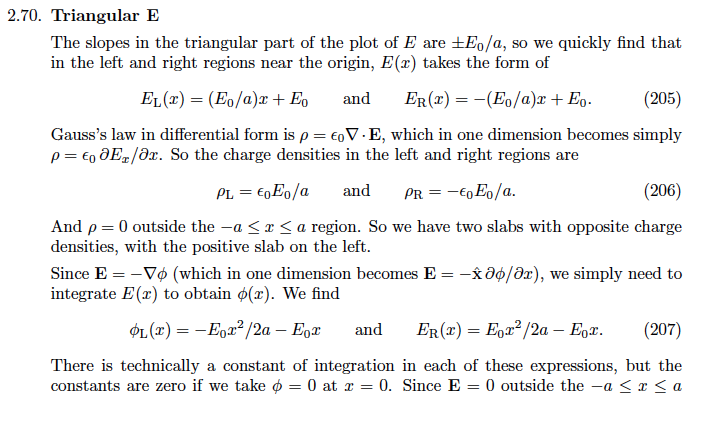 2.70. Triangular E
The slopes in the triangular part of the plot of E are ±E₀/a, so we quickly find that
in the left and right regions near the origin, E(x) takes the form of
E_L(x) = (E₀/a)x + E₀ and E_R(x) = −(E₀/a)x + E₀. (205)
Gauss's law in differential form is ρ = ϵ₀∇ · E, which in one dimension becomes simply
ρ = ϵ₀ ∂Eₓ/∂x. So the charge densities in the left and right regions are
ρ_L = ϵ₀E₀/a and ρ_R = −ϵ₀E₀/a. (206)
And ρ = 0 outside the −a ≤ x ≤ a region. So we have two slabs with opposite charge
densities, with the positive slab on the left.
Since E = −∇ϕ (which in one dimension becomes E = −x̂ ∂ϕ/∂x), we simply need to
integrate E(x) to obtain ϕ(x). We find
ϕ_L(x) = −E₀x²/2a − E₀x and E_R(x) = E₀x²/2a − E₀x. (207)
There is technically a constant of integration in each of these expressions, but the
constants are zero if we take ϕ = 0 at x = 0. Since E = 0 outside the −a ≤ x ≤ a